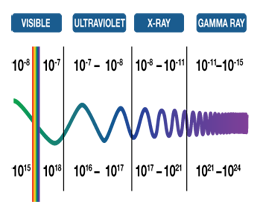 VISIBLE ULTRAVIOLET X-RAY GAMMA RAY
10⁻⁸ 10⁻⁷ 10⁻⁷ – 10⁻⁸ 10⁻⁸ – 10⁻¹¹ 10⁻¹¹–10⁻¹⁵
10¹⁵ 10¹⁸ 10¹⁶ – 10¹⁷ 10¹⁷ – 10²¹ 10²¹ – 10²⁴